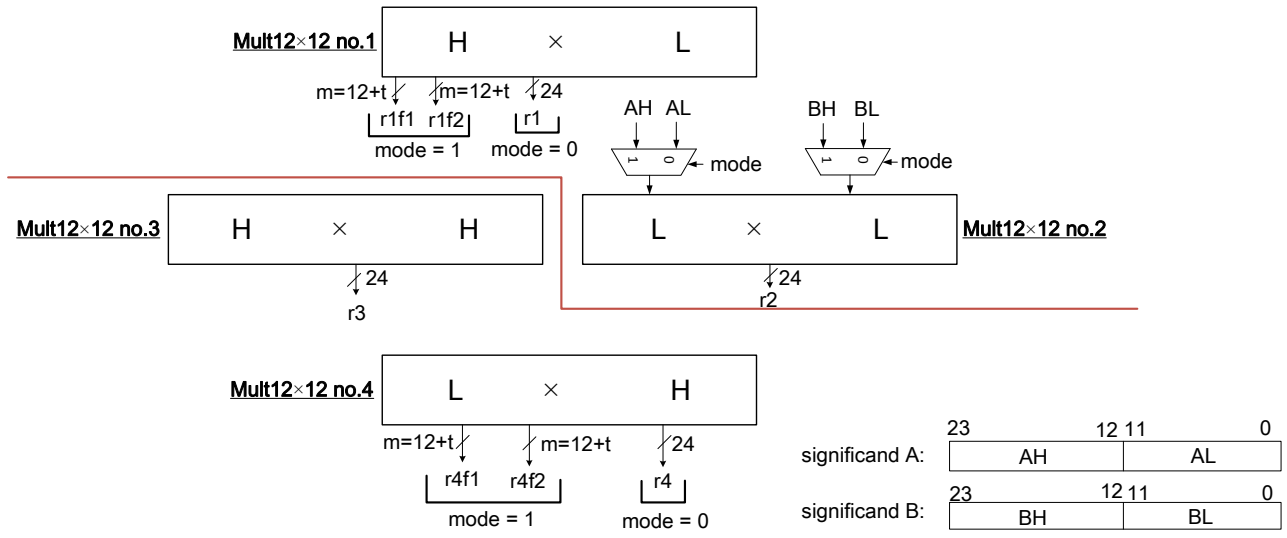 Mult12×12 no.1
H × L
m=12+t
m=12+t
24
r1f1 r1f2
r1
mode = 1
mode = 0
AH AL
BH BL
1 0
mode
1 0
mode
Mult12×12 no.3
H × H
24
r3
L × L
Mult12×12 no.2
24
r2
Mult12×12 no.4
L × H
m=12+t
m=12+t
24
r4f1 r4f2
r4
mode = 1
mode = 0
23 12 11 0
significand A: AH AL
23 12 11 0
significand B: BH BL